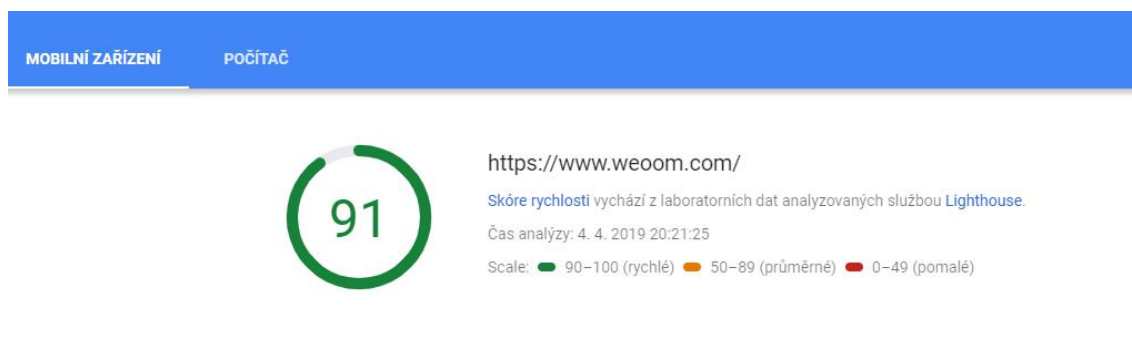 MOBILNÍ ZAŘÍZENÍ POČÍTAČ
91
https://www.weoom.com/
Skóre rychlosti vychází z laboratorních dat analyzovaných službou Lighthouse.
Čas analýzy: 4. 4. 2019 20:21:25
Scale: 90–100 (rychlé) 50–89 (průměrné) 0–49 (pomalé)